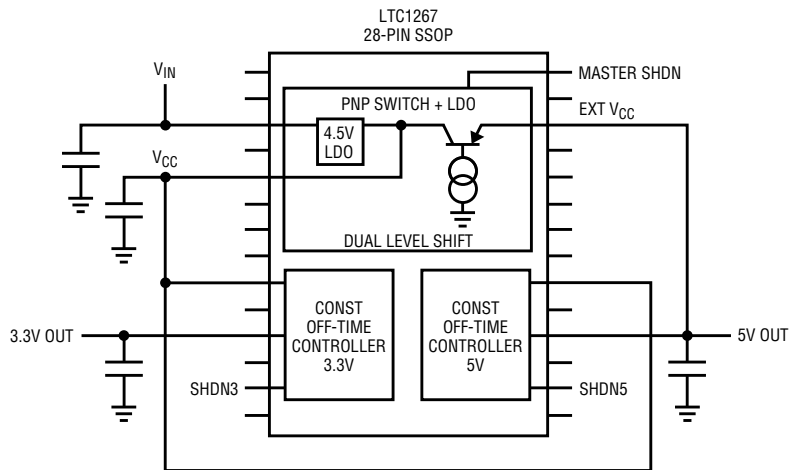 LTC1267
28-PIN SSOP
VIN
MASTER SHDN
PNP SWITCH + LDO
EXT VCC
4.5V
LDO
VCC
DUAL LEVEL SHIFT
CONST
OFF-TIME
CONTROLLER
3.3V
CONST
OFF-TIME
CONTROLLER
5V
3.3V OUT
5V OUT
SHDN3
SHDN5